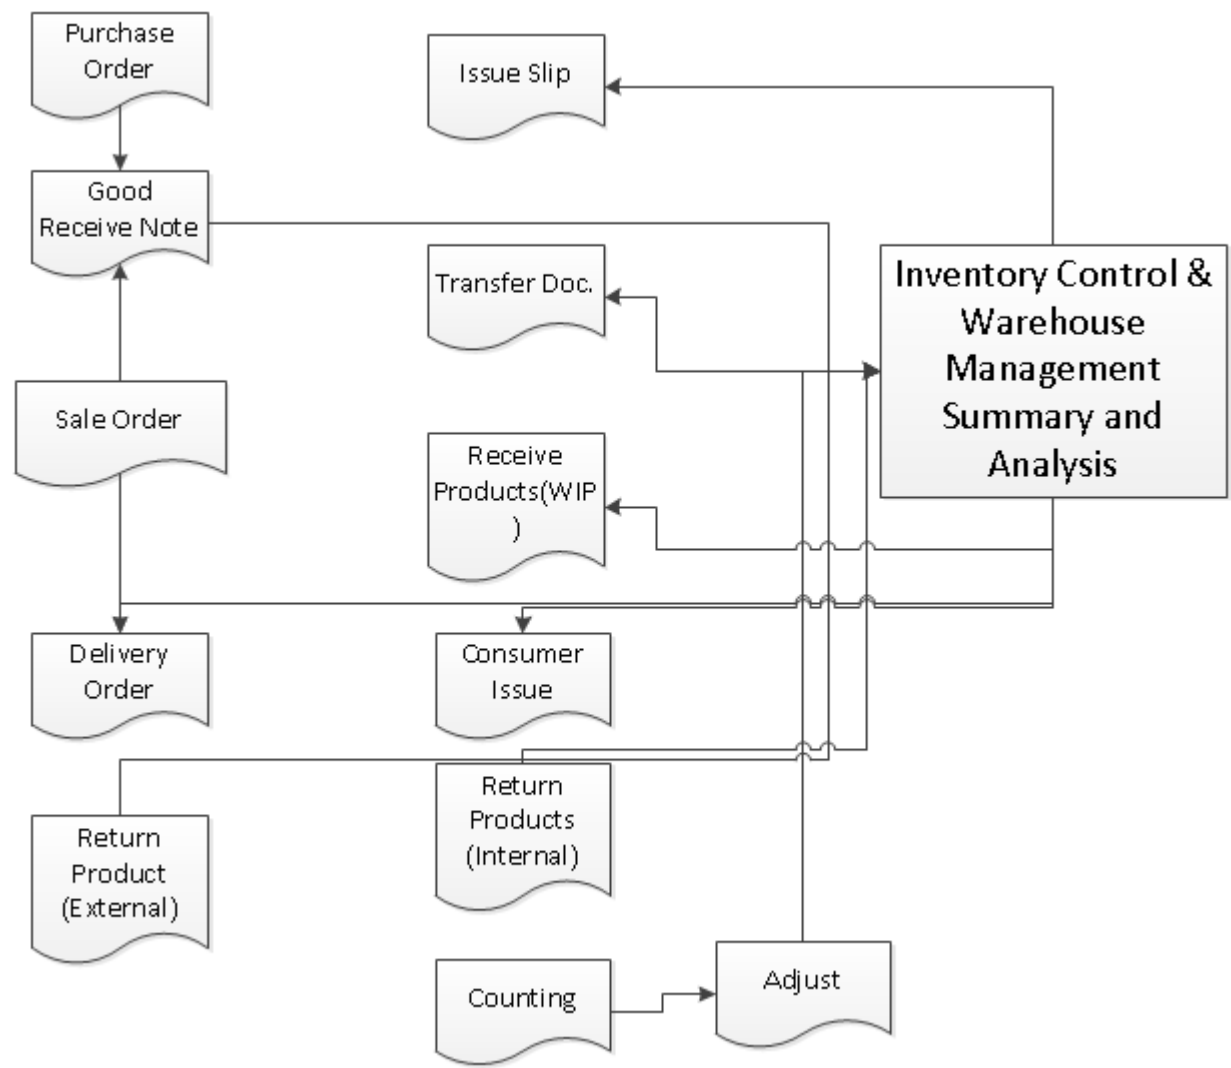 Purchase
Order
Issue Slip
Good
Receive Note
Transfer Doc.
Inventory Control &
Warehouse
Management
Summary and
Analysis
Sale Order
Receive
Products(WIP
)
Delivery
Order
Consumer
Issue
Return
Product
(External)
Return
Products
(Internal)
Counting
Adjust